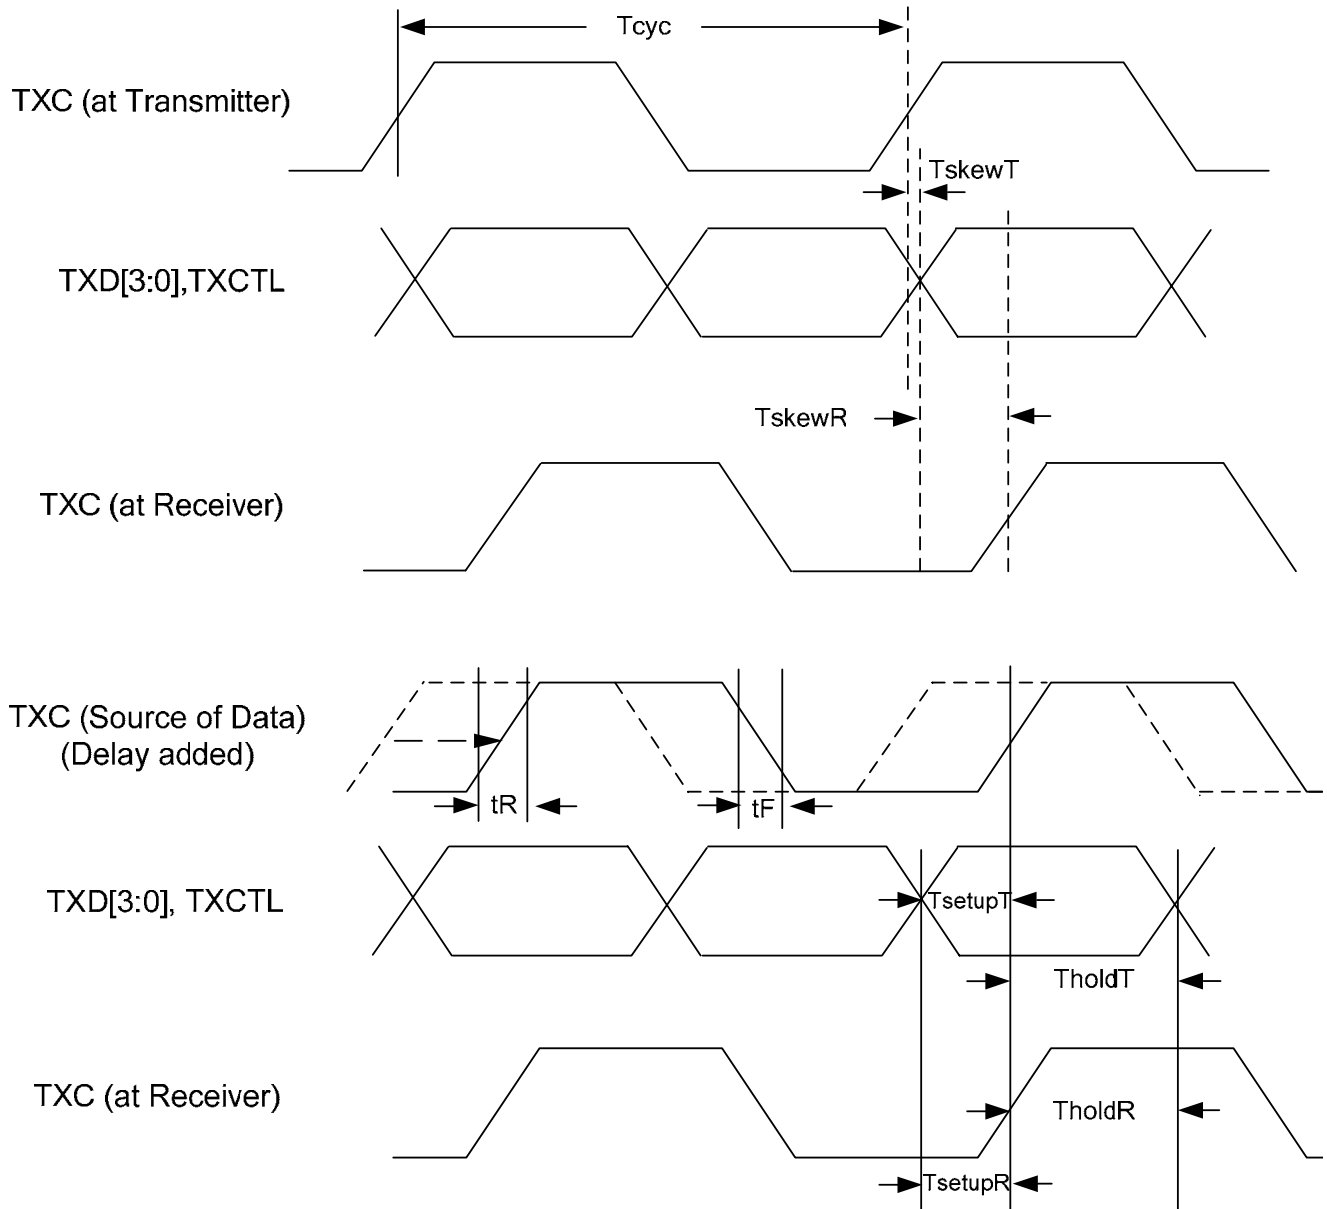 Tcyc
TXC (at Transmitter)
TskewT
TXD[3:0],TXCTL
TskewR
TXC (at Receiver)
TXC (Source of Data)
(Delay added)
tR
tF
TXD[3:0], TXCTL
TsetupT
TholdT
TXC (at Receiver)
TholdR
TsetupR